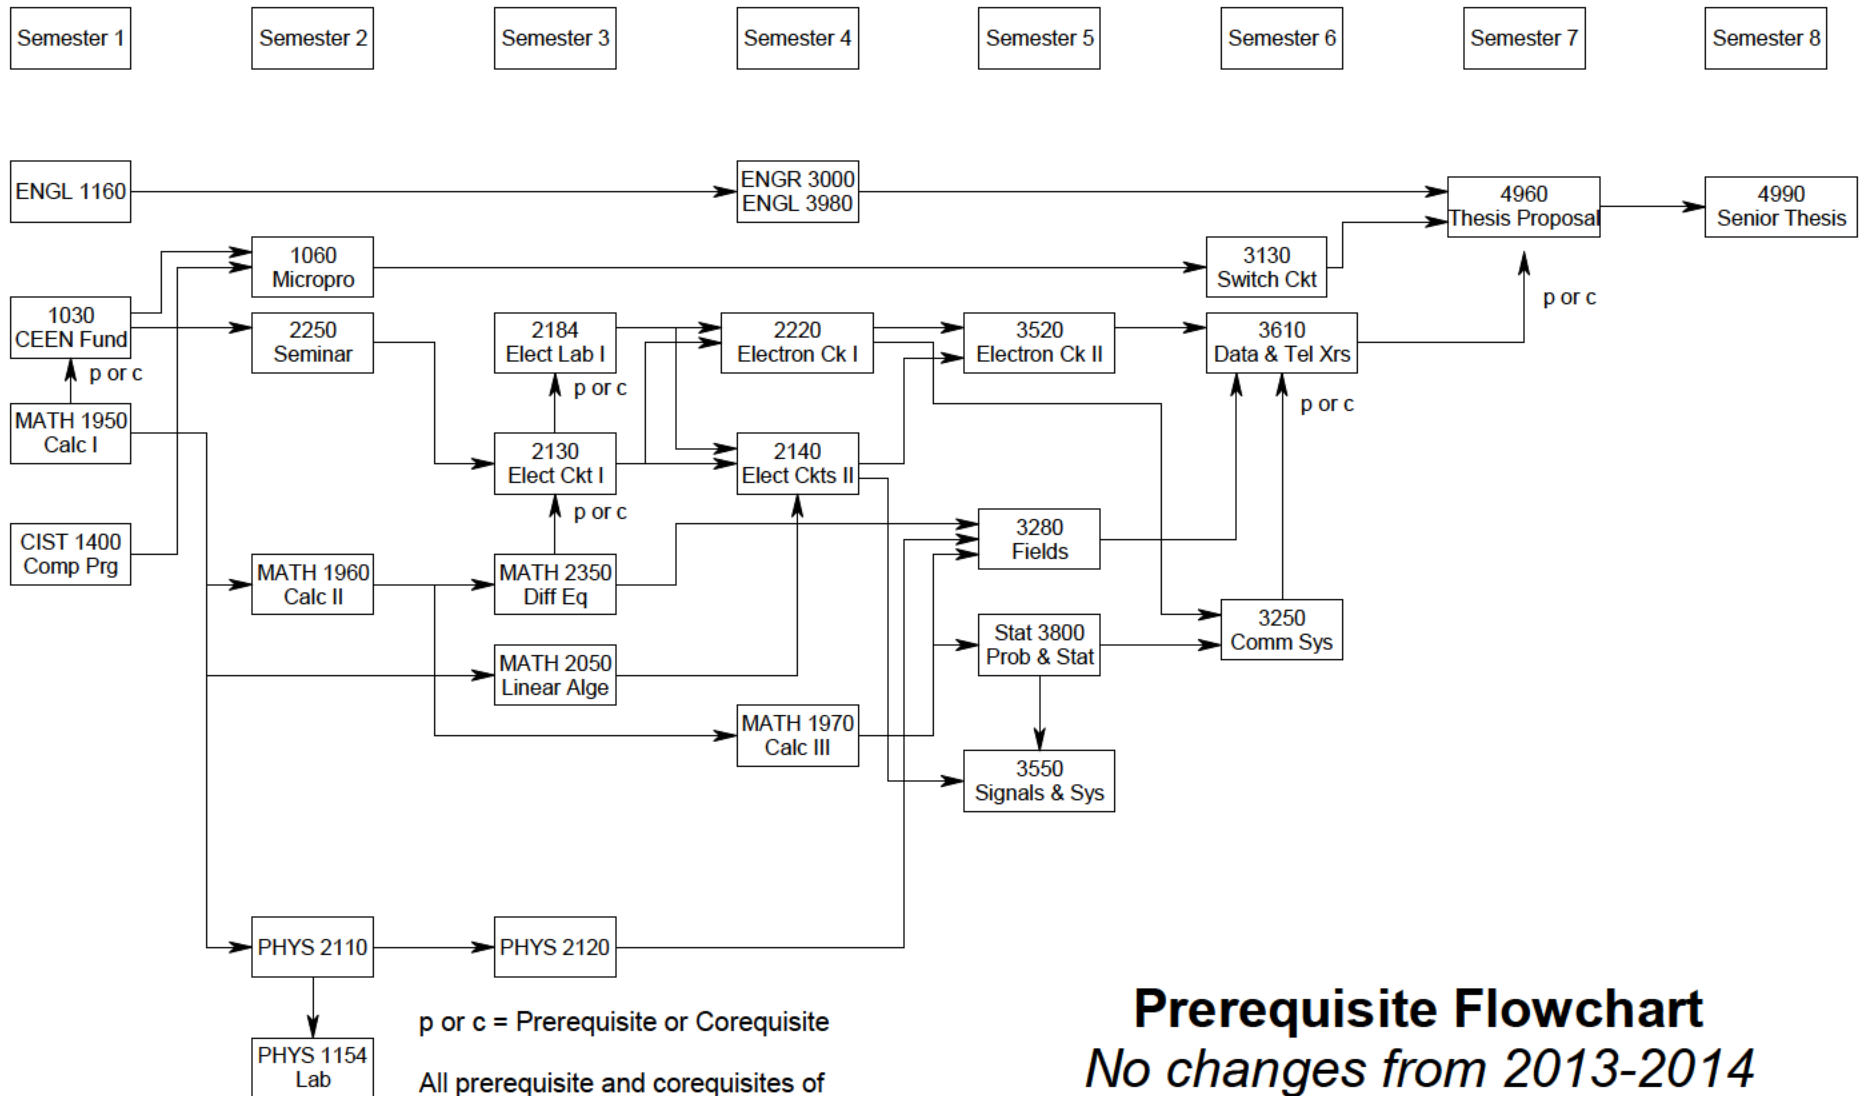 Semester 1
Semester 2
Semester 3
Semester 4
Semester 5
Semester 6
Semester 7
Semester 8
ENGL 1160
ENGR 3000
ENGL 3980
4960
Thesis Proposal
4990
Senior Thesis
1060
Micropro
3130
Switch Ckt
p or c
1030
CEEN Fund
2250
Seminar
2184
Elect Lab I
2220
Electron Ck I
3520
Electron Ck II
3610
Data & Tel Xrs
p or c
p or c
p or c
MATH 1950
Calc I
2130
Elect Ckt I
2140
Elect Ckts II
p or c
CIST 1400
Comp Prg
3280
Fields
MATH 1960
Calc II
MATH 2350
Diff Eq
Stat 3800
Prob & Stat
3250
Comm Sys
MATH 2050
Linear Alge
MATH 1970
Calc III
3550
Signals & Sys
PHYS 2110
PHYS 2120
PHYS 1154
Lab
p or c = Prerequisite or Corequisite
All prerequisite and corequisites of
Prerequisite Flowchart
No changes from 2013-2014